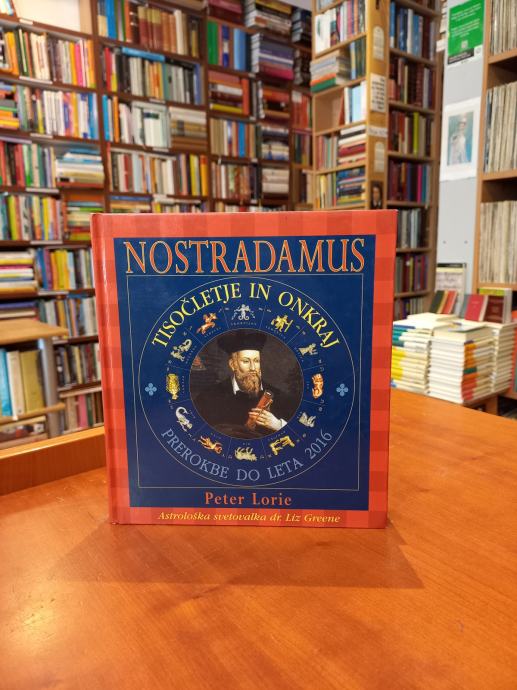 NOSTRADAMUS
TISOČLETJE IN ONKRAJ
PREROKBE DO LETA 2016
Peter Lorie
Astrološka svetovalka dr. Liz Greene